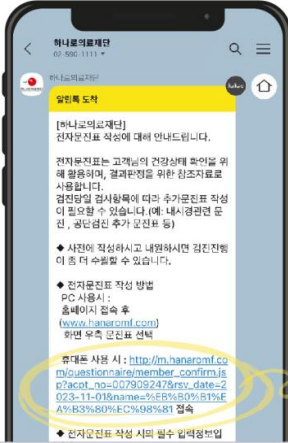 하나로의료재단
02-590-1111
하나로의료재단
알림톡 도착
kakao
[하나로의료재단]
전자문진표 작성에 대해 안내드립니다.
전자문진표는 고객님의 건강상태 확인을 위
해 활용하며, 결과판정을 위한 참조자료로
사용합니다.
검진당일 검사항목에 따라 추가문진표 작성
이 필요할 수 있습니다.(예: 내시경관련 문
진 , 공단검진 추가 문진표 등)
◆ 사전에 작성하시고 내원하시면 검진진행
이 좀 더 수월할 수 있습니다.
◆ 전자문진표 작성 방법
PC 사용시 :
홈페이지 접속 후
(www.hanaromf.com)
화면 우측 문진표 선택
휴대폰 사용 시 : http://m.hanaromf.co
m/questionnaire/member_confirm.js
p?acpt_no=007909247&rsv_date=2
023-11-01&name=%EB%B0%B1%E
A%B3%80%EC%98%81 접속
◆ 전자문진표 작성 시의 필수 입력정보입